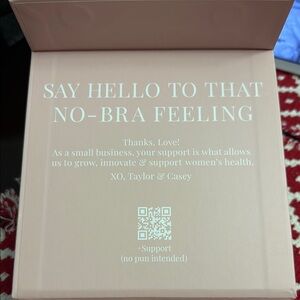 SAY HELLO TO THAT
NO-BRA FEELING
Thanks, Love!
As a small business, your support is what allows
us to grow, innovate & support women's health.
XO, Taylor & Casey
+Support
(no pun intended)